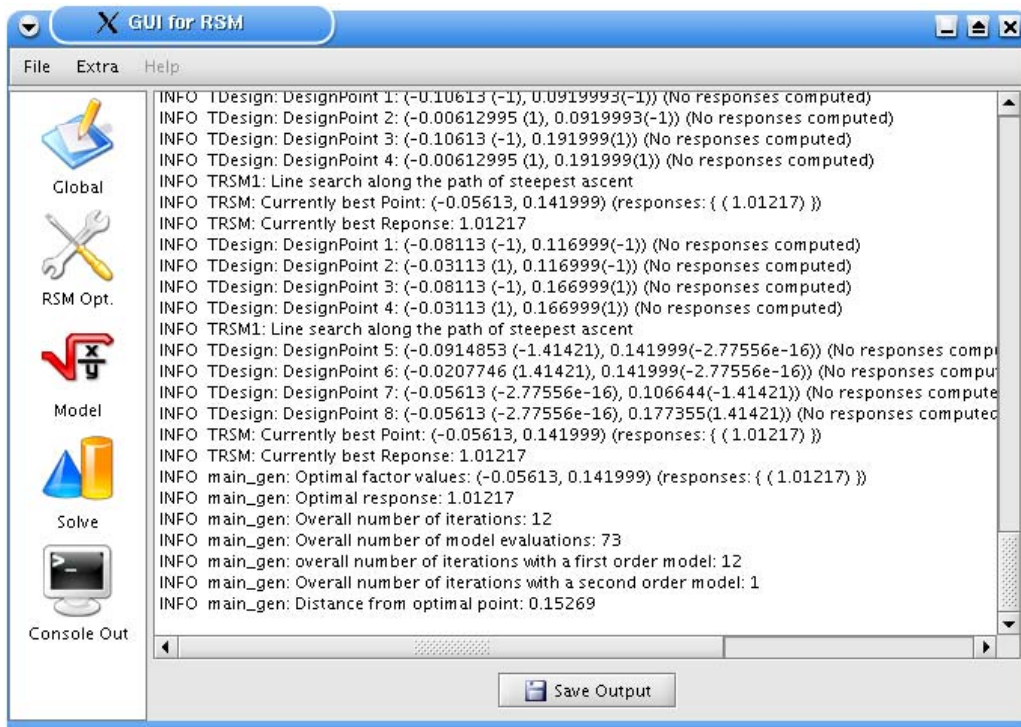 GUI for RSM
File Extra Help
Global
RSM Opt.
Model
Solve
Console Out
INFO TDesign: DesignPoint 1: (-0.10613 (-1), 0.0919993(-1)) (No responses computed)
INFO TDesign: DesignPoint 2: (-0.00612995 (1), 0.0919993(-1)) (No responses computed)
INFO TDesign: DesignPoint 3: (-0.10613 (-1), 0.191999(1)) (No responses computed)
INFO TDesign: DesignPoint 4: (-0.00612995 (1), 0.191999(1)) (No responses computed)
INFO TRSM1: Line search along the path of steepest ascent
INFO TRSM: Currently best Point: (-0.05613, 0.141999) (responses: { ( 1.01217) })
INFO TRSM: Currently best Reponse: 1.01217
INFO TDesign: DesignPoint 1: (-0.08113 (-1), 0.116999(-1)) (No responses computed)
INFO TDesign: DesignPoint 2: (-0.03113 (1), 0.116999(-1)) (No responses computed)
INFO TDesign: DesignPoint 3: (-0.08113 (-1), 0.166999(1)) (No responses computed)
INFO TDesign: DesignPoint 4: (-0.03113 (1), 0.166999(1)) (No responses computed)
INFO TRSM1: Line search along the path of steepest ascent
INFO TDesign: DesignPoint 5: (-0.0914853 (-1.41421), 0.141999(-2.77556e-16)) (No responses comp
INFO TDesign: DesignPoint 6: (-0.0207746 (1.41421), 0.141999(-2.77556e-16)) (No responses compu
INFO TDesign: DesignPoint 7: (-0.05613 (-2.77556e-16), 0.106644(-1.41421)) (No responses compute
INFO TDesign: DesignPoint 8: (-0.05613 (-2.77556e-16), 0.177355(1.41421)) (No responses computed
INFO TRSM: Currently best Point: (-0.05613, 0.141999) (responses: { ( 1.01217) })
INFO TRSM: Currently best Reponse: 1.01217
INFO main_gen: Optimal factor values: (-0.05613, 0.141999) (responses: { ( 1.01217) })
INFO main_gen: Optimal response: 1.01217
INFO main_gen: Overall number of iterations: 12
INFO main_gen: Overall number of model evaluations: 73
INFO main_gen: overall number of iterations with a first order model: 12
INFO main_gen: Overall number of iterations with a second order model: 1
INFO main_gen: Distance from optimal point: 0.15269
Save Output